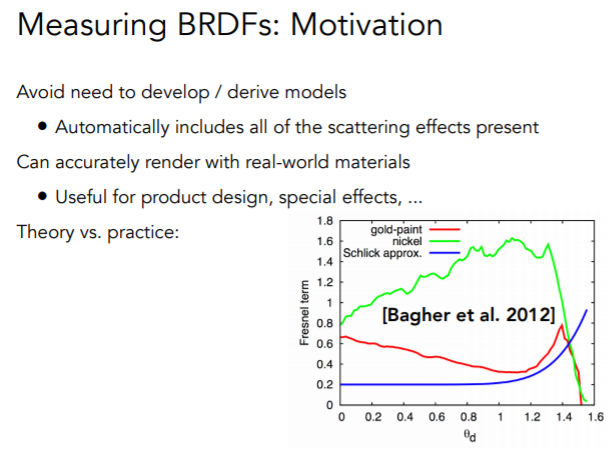 Measuring BRDFs: Motivation
Avoid need to develop / derive models
• Automatically includes all of the scattering effects present
Can accurately render with real-world materials
• Useful for product design, special effects, ...
Theory vs. practice:
1.8
1.6
1.4
1.2
1
0.8
0.6
0.4
0.2
0
Fresnel term
gold-paint
nickel
Schlick approx.
[Bagher et al. 2012]
0 0.2 0.4 0.6 0.8 1 1.2 1.4 1.6
θd